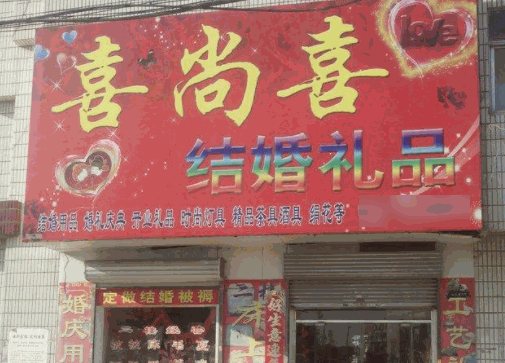 喜尚喜
Love
结婚礼品
结婚用品 婚礼庆典 开业礼品 时尚灯具 精品茶具酒具 绢花等
定做结婚被褥
婚庆用
工艺